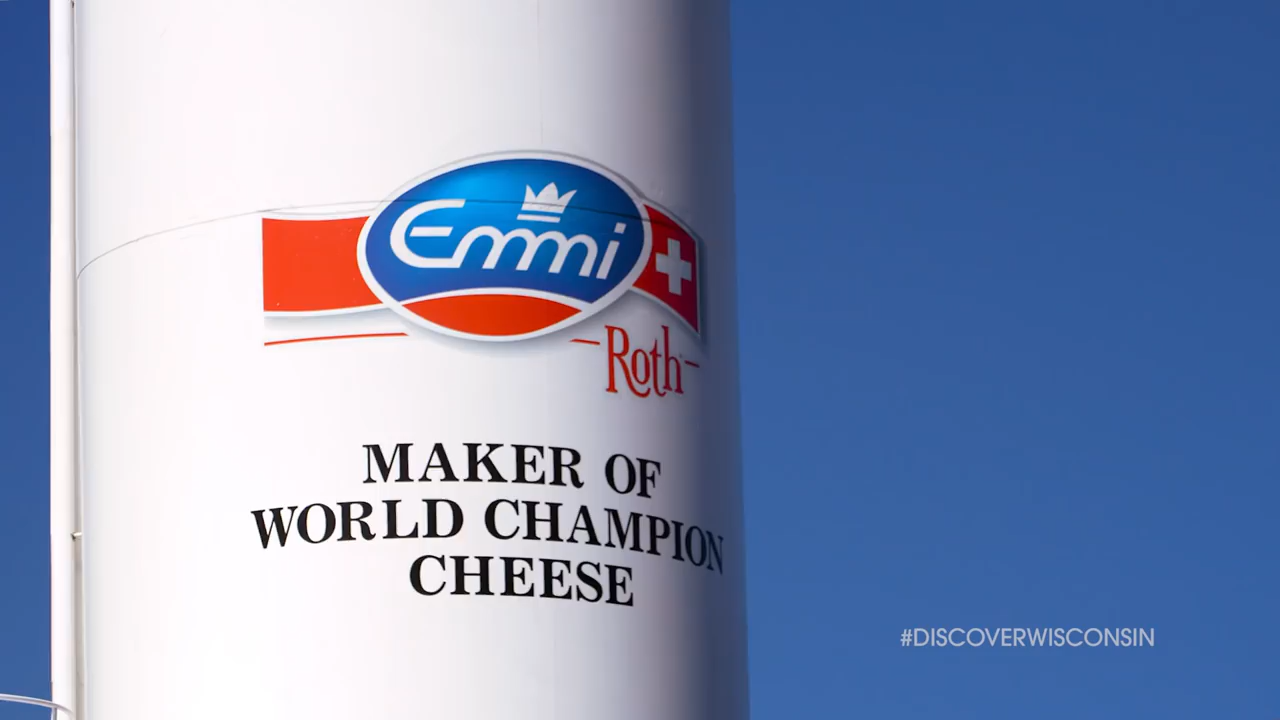 Emmi
Roth
MAKER OF
WORLD CHAMPION
CHEESE
#DISCOVERWISCONSIN